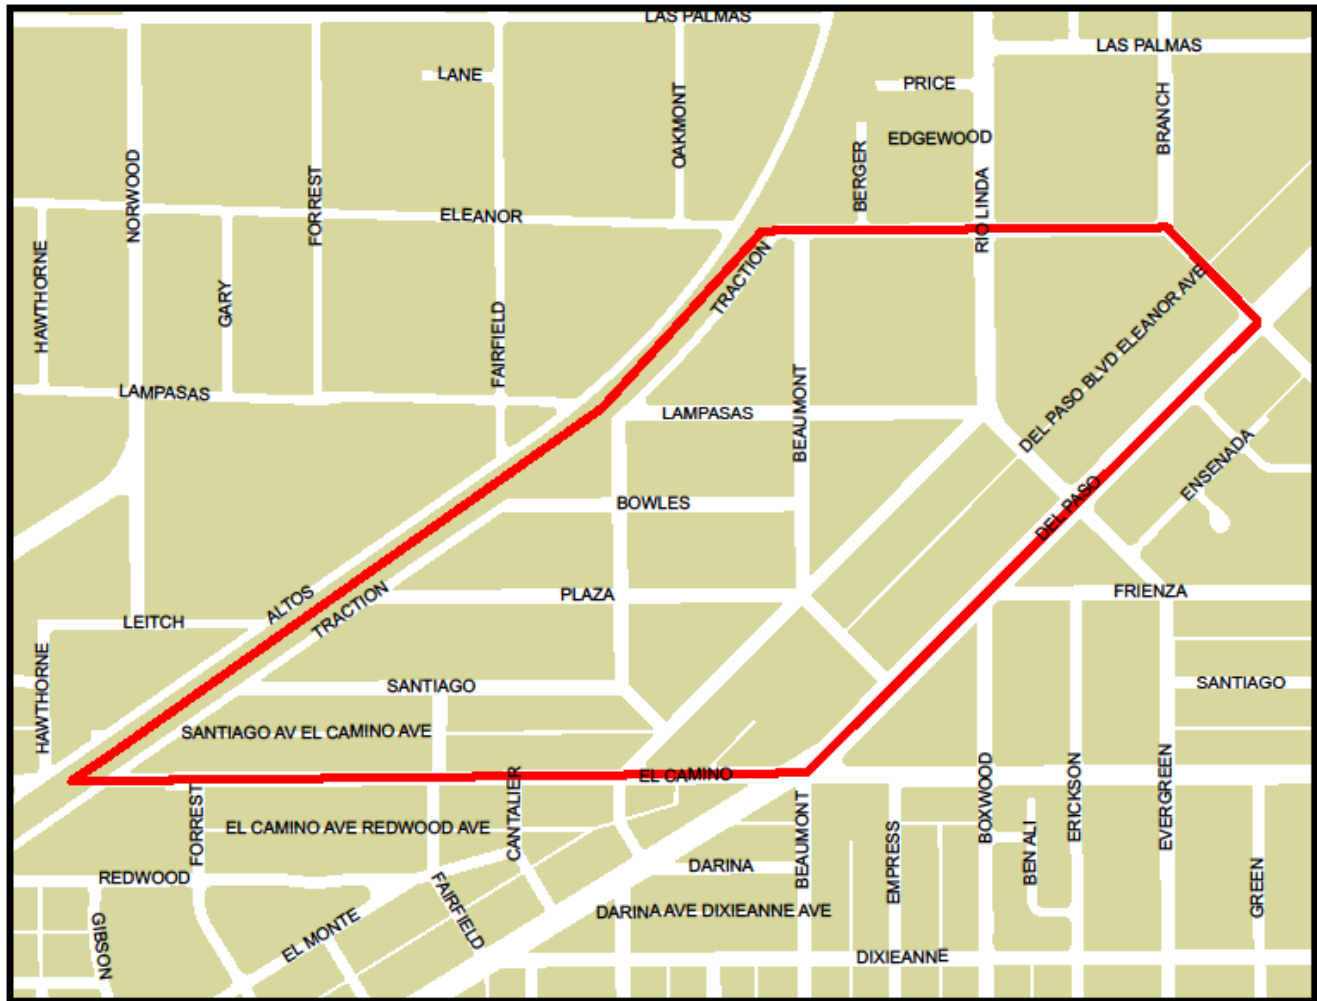 LAS PALMAS
LAS PALMAS
LANE
PRICE
OAKMONT
BRANCH
EDGEWOOD
BERGER
NORWOOD
FORREST
ELEANOR
RIO LINDA
HAWTHORNE
GARY
TRACTION
FAIRFIELD
DEL PASO BLVD ELEANOR AVE
LAMPASAS
LAMPASAS
BEAUMONT
ENSENADA
BOWLES
DEL PASO
ALTOS
TRACTION
PLAZA
FRIENZA
LEITCH
HAWTHORNE
SANTIAGO
SANTIAGO
SANTIAGO AV EL CAMINO AVE
EL CAMINO
FORREST
EL CAMINO AVE REDWOOD AVE
CANTALIER
BEAUMONT
EMPRESS
BOXWOOD
BEN ALI
ERICKSON
EVERGREEN
GREEN
REDWOOD
DARINA
GIBSON
EL MONTE
FAIRFIELD
DARINA AVE DIXIEANNE AVE
DIXIEANNE